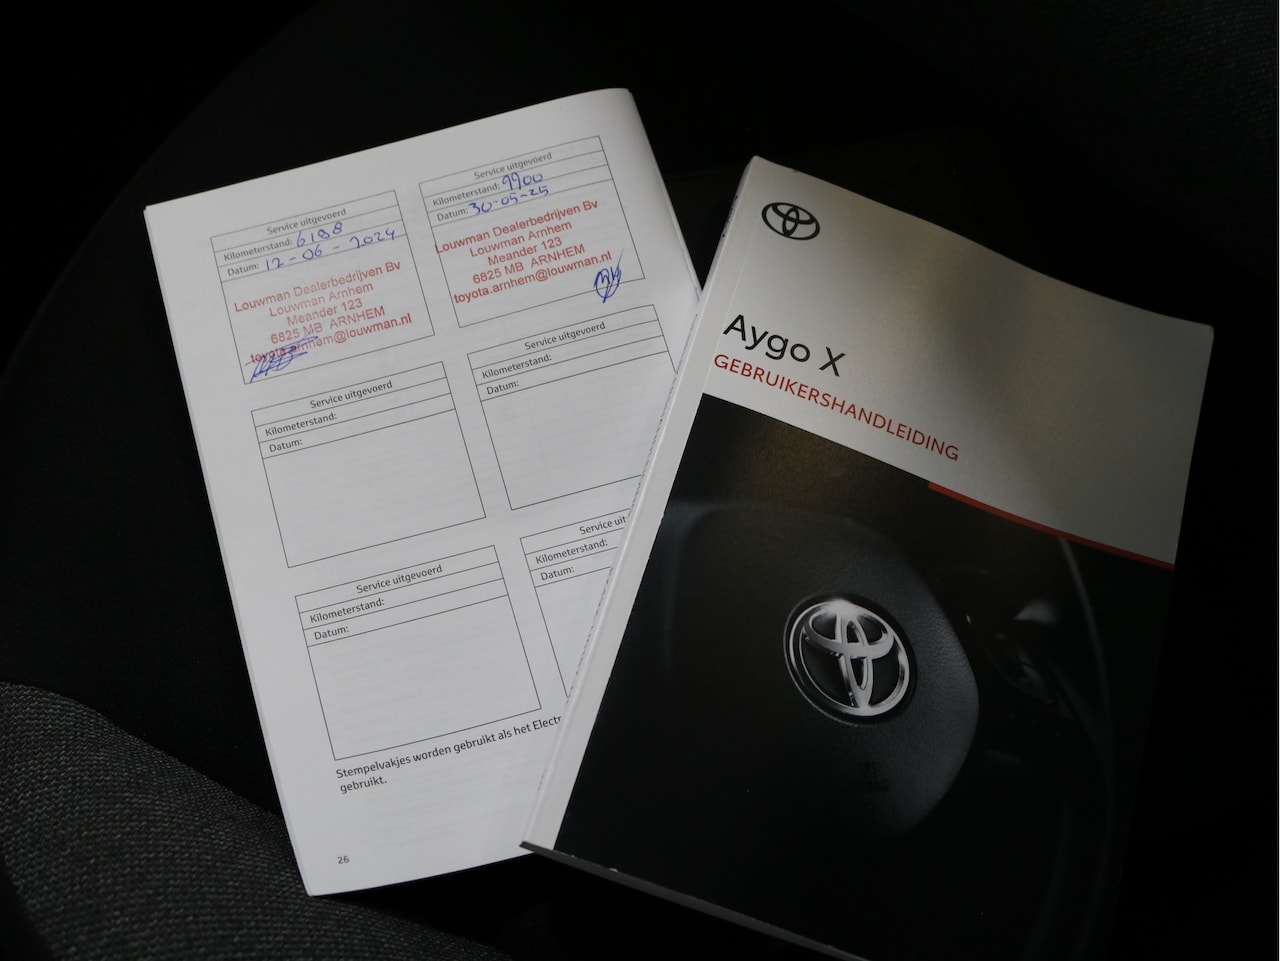 Service uitgevoerd
Kilometerstand: 6188
Datum: 12-06-2024
Louwman Dealerbedrijven Bv
Louwman Arnhem
Meander 123
6825 MB ARNHEM
toyota.arnhem@louwman.nl
Service uitgevoerd
Kilometerstand: 9900
Datum: 30-05-25
Louwman Dealerbedrijven Bv
Louwman Arnhem
Meander 123
6825 MB ARNHEM
toyota.arnhem@louwman.nl
Service uitgevoerd
Kilometerstand:
Datum:
Service uitgevoerd
Kilometerstand:
Datum:
Service uitgevoerd
Kilometerstand:
Datum:
Service uit
Kilometerstand:
Datum:
Stempelvakjes worden gebruikt als het Electr
gebruikt.
26
Aygo X
GEBRUIKERSHANDLEIDING